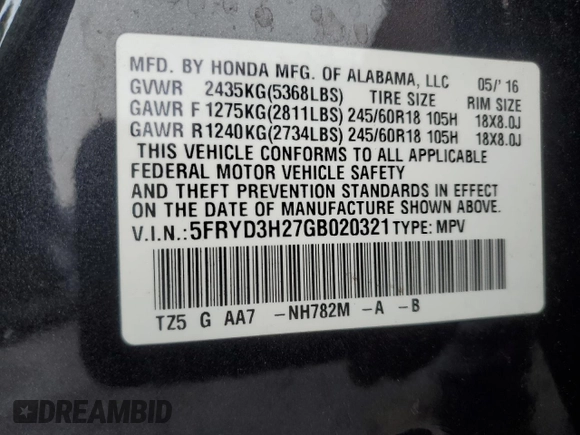 MFD. BY HONDA MFG. OF ALABAMA, LLC 05/' 16
GVWR 2435KG(5368LBS) TIRE SIZE RIM SIZE
GAWR F 1275KG(2811LBS) 245/60R18 105H 18X8.0J
GAWR R1240KG(2734LBS) 245/60R18 105H 18X8.0J
THIS VEHICLE CONFORMS TO ALL APPLICABLE
FEDERAL MOTOR VEHICLE SAFETY
AND THEFT PREVENTION STANDARDS IN EFFECT
ON THE DATE OF MANUFACTURE SHOWN ABOVE.
V.I.N.:5FRYD3H27GB020321 TYPE: MPV
TZ5 G AA7 -NH782M -A -B
DREAMBID